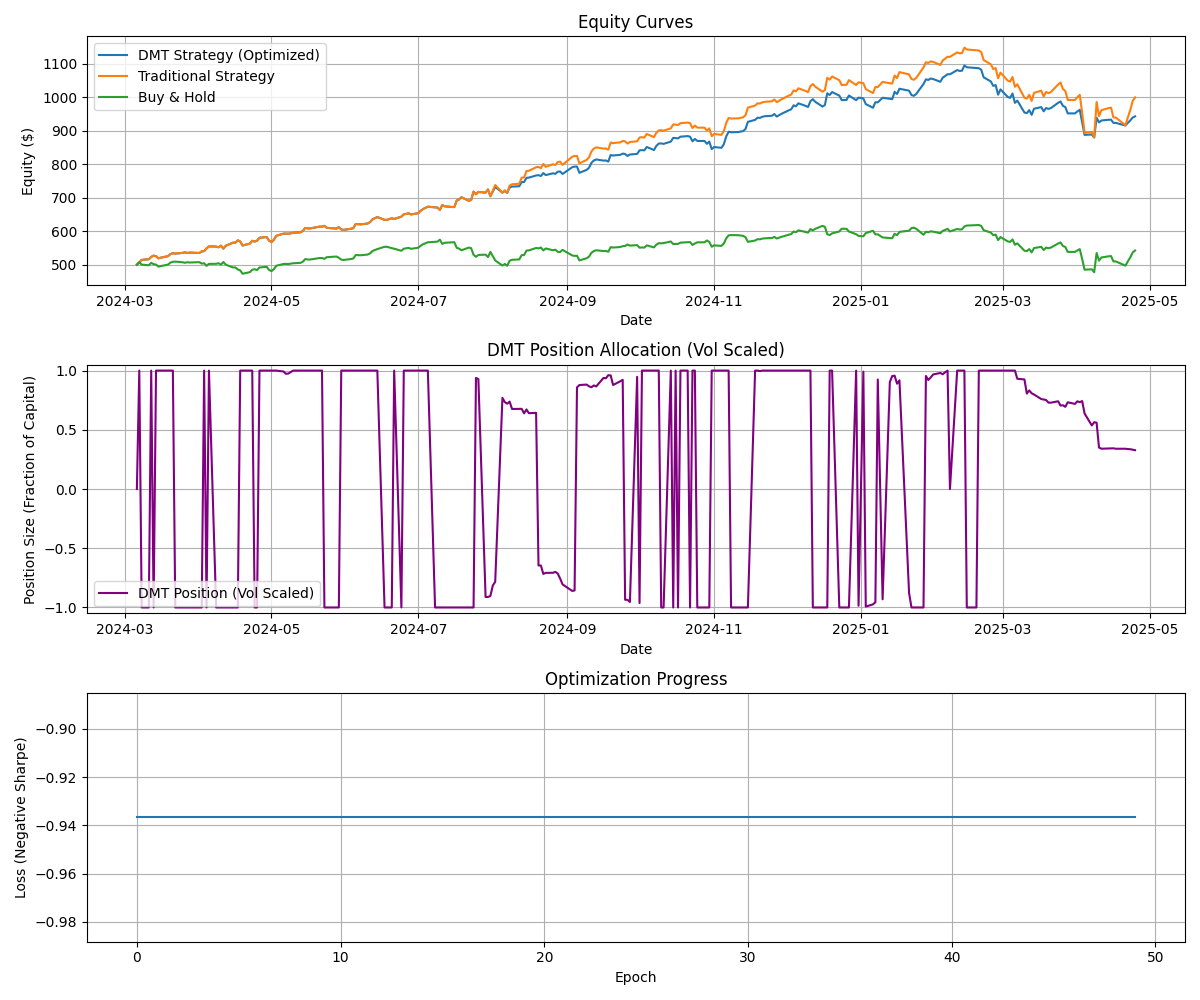 Equity Curves
Equity ($)
1100
1000
900
800
700
600
500
DMT Strategy (Optimized)
Traditional Strategy
Buy & Hold
2024-03 2024-05 2024-07 2024-09 2024-11 2025-01 2025-03 2025-05
Date
DMT Position Allocation (Vol Scaled)
Position Size (Fraction of Capital)
1.0
0.5
0.0
−0.5
−1.0
DMT Position (Vol Scaled)
2024-03 2024-05 2024-07 2024-09 2024-11 2025-01 2025-03 2025-05
Date
Optimization Progress
Loss (Negative Sharpe)
−0.90
−0.92
−0.94
−0.96
−0.98
0 10 20 30 40 50
Epoch